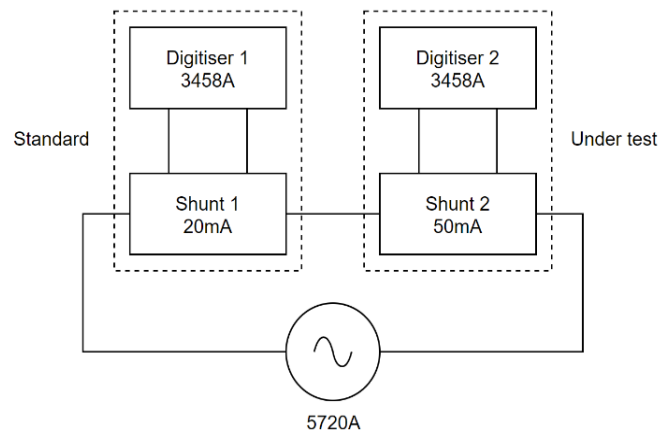 Digitiser 1
3458A
Digitiser 2
3458A
Standard
Under test
Shunt 1
20mA
Shunt 2
50mA
5720A